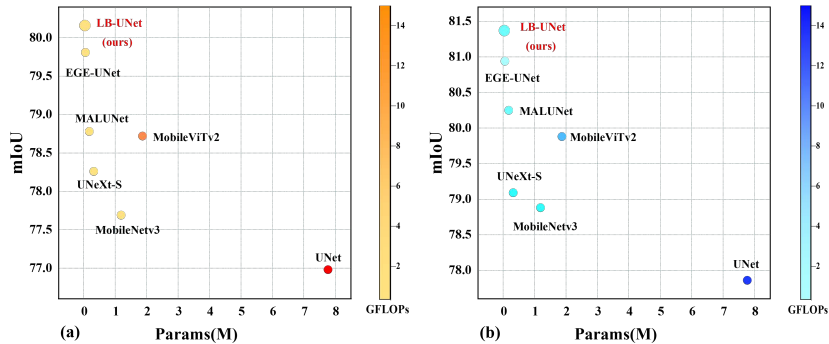 80.0
79.5
79.0
78.5
78.0
77.5
77.0
mIoU
LB-UNet
(ours)
EGE-UNet
MALUNet
MobileViTv2
UNeXt-S
MobileNetv3
UNet
0 1 2 3 4 5 6 7 8
Params(M)
(a)
14
12
10
8
6
4
2
GFLOPs
81.5
81.0
80.5
80.0
79.5
79.0
78.5
78.0
mIoU
LB-UNet
(ours)
EGE-UNet
MALUNet
MobileViTv2
UNeXt-S
MobileNetv3
UNet
0 1 2 3 4 5 6 7 8
Params(M)
(b)
14
12
10
8
6
4
2
GFLOPs